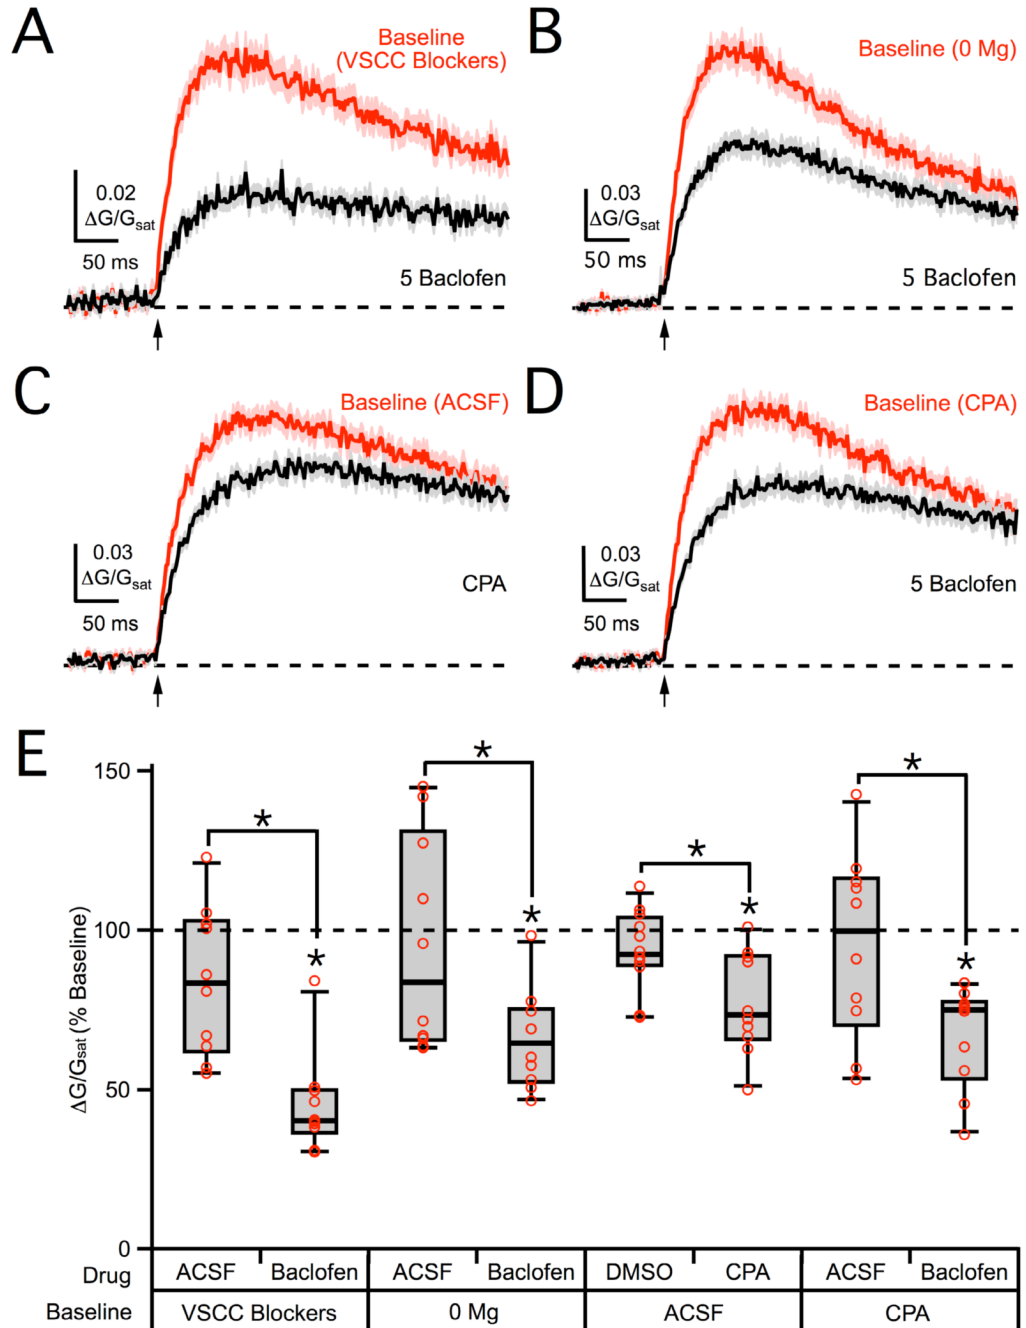 A
Baseline
(VSCC Blockers)
0.02
ΔG/Gsat
50 ms
5 Baclofen
B
Baseline (0 Mg)
0.03
ΔG/Gsat
50 ms
5 Baclofen
C
Baseline (ACSF)
0.03
ΔG/Gsat
50 ms
CPA
D
Baseline (CPA)
0.03
ΔG/Gsat
50 ms
5 Baclofen
E
ΔG/Gsat (% Baseline)
150
100
50
0
* * * *
* * * *
Drug ACSF Baclofen ACSF Baclofen DMSO CPA ACSF Baclofen
Baseline VSCC Blockers 0 Mg ACSF CPA